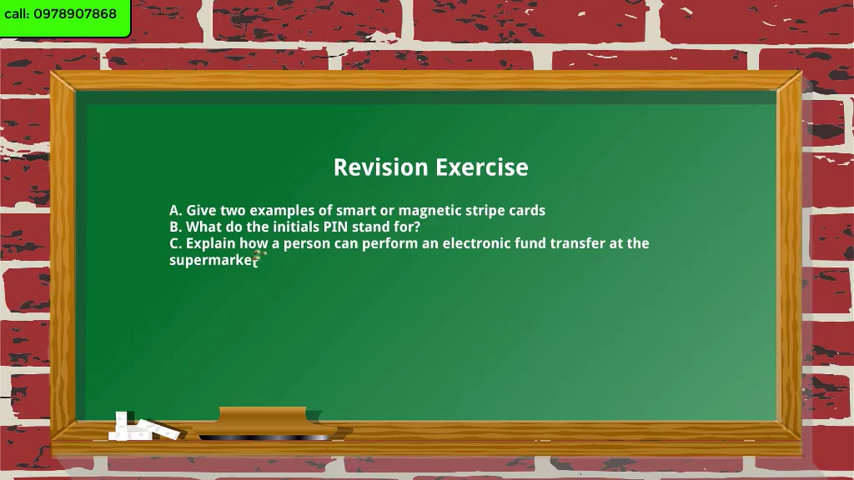 call: 0978907868
Revision Exercise
A. Give two examples of smart or magnetic stripe cards
B. What do the initials PIN stand for?
C. Explain how a person can perform an electronic fund transfer at the
supermarket